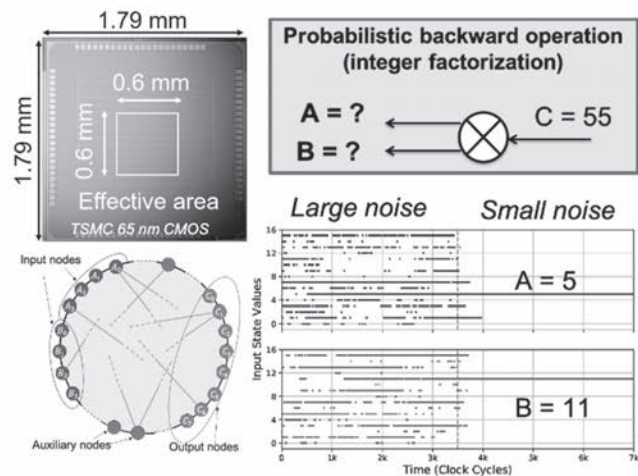 1.79 mm
1.79 mm
0.6 mm
0.6 mm
Effective area
TSMC 65 nm CMOS
Probabilistic backward operation
(integer factorization)
A = ?
B = ?
C = 55
Input nodes
Auxiliary nodes
Output nodes
Large noise
Small noise
Input State Values
16
12
8
4
0
A = 5
16
12
8
4
0
B = 11
0
1k
2k
3k
4k
5k
6k
7k
Time (Clock Cycles)